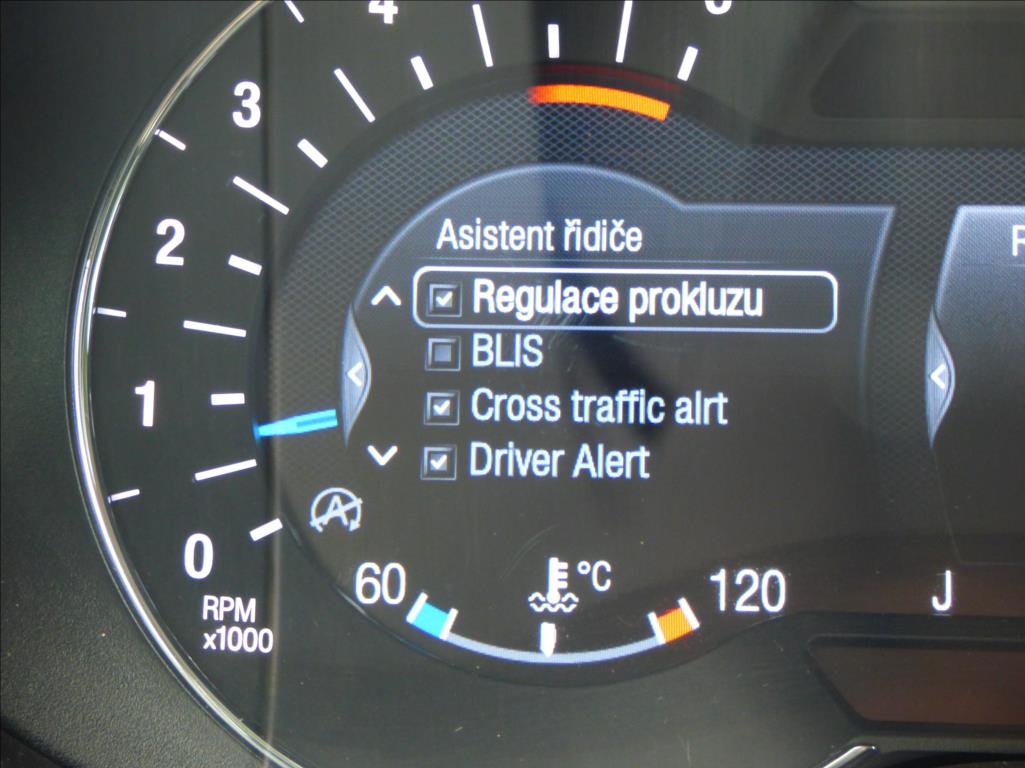 4
3
2
1
0
RPM
x1000
Asistent řidiče
Regulace prokluzu
BLIS
Cross traffic alrt
Driver Alert
A
60
°C
120
J